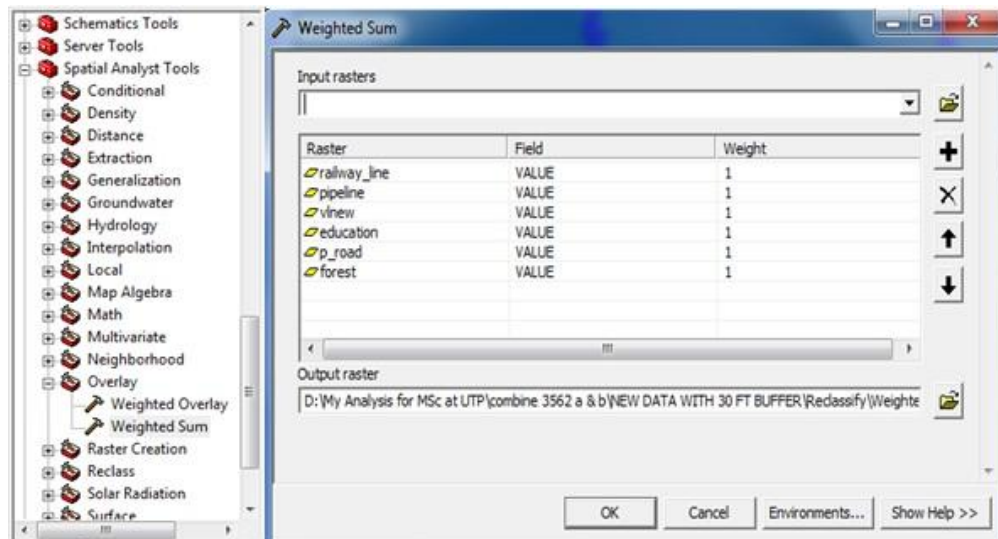 Schematics Tools
Server Tools
Spatial Analyst Tools
Conditional
Density
Distance
Extraction
Generalization
Groundwater
Hydrology
Interpolation
Local
Map Algebra
Math
Multivariate
Neighborhood
Overlay
Weighted Overlay
Weighted Sum
Raster Creation
Reclass
Solar Radiation
Surface
Weighted Sum
Input rasters
Raster Field Weight
railway_line VALUE 1
pipeline VALUE 1
vlnew VALUE 1
education VALUE 1
p_road VALUE 1
forest VALUE 1
Output raster
D:\My Analysis for MSc at UTP\combine 3562 a & b\NEW DATA WITH 30 FT BUFFER\Reclassify\Weighte
OK Cancel Environments... Show Help >>